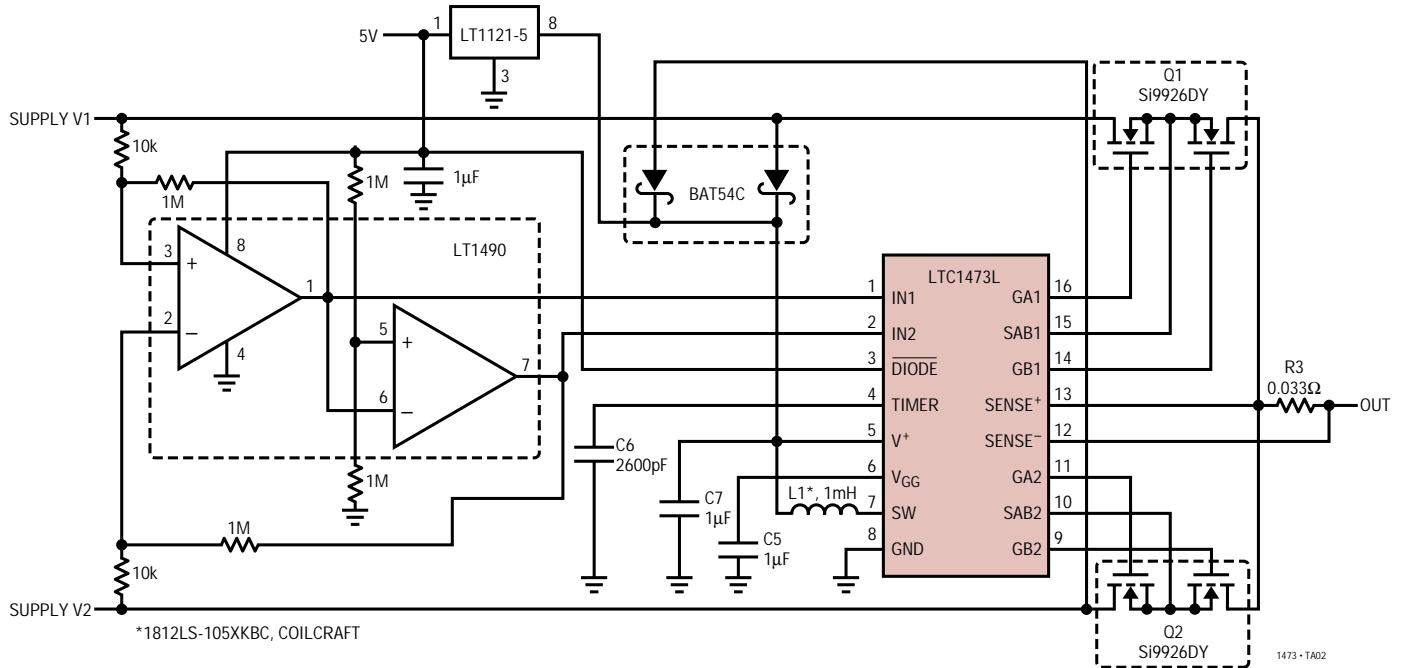 5V
1
LT1121-5
8
3
SUPPLY V1
10k
1M
1M
1µF
BAT54C
Q1
Si9926DY
LT1490
3
+
8
1
2
–
4
5
+
7
6
–
1M
1M
10k
SUPPLY V2
*1812LS-105XKBC, COILCRAFT
C6
2600pF
C7
1µF
C5
1µF
L1*, 1mH
LTC1473L
1 IN1 GA1 16
2 IN2 SAB1 15
3 DIODE GB1 14
4 TIMER SENSE+ 13
5 V+ SENSE– 12
6 VGG GA2 11
7 SW SAB2 10
8 GND GB2 9
R3
0.033Ω
OUT
Q2
Si9926DY
1473 • TA02